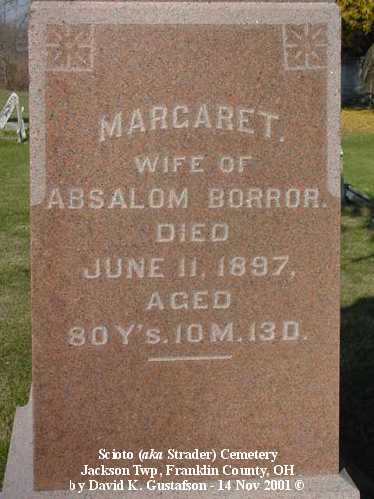 MARGARET.
WIFE OF
ABSALOM BORROR.
DIED
JUNE 11, 1897,
AGED
80 Y's. 10 M. 13 D.
Scioto (aka Strader) Cemetery
Jackson Twp, Franklin County, OH
by David K. Gustafson - 14 Nov 2001 ©